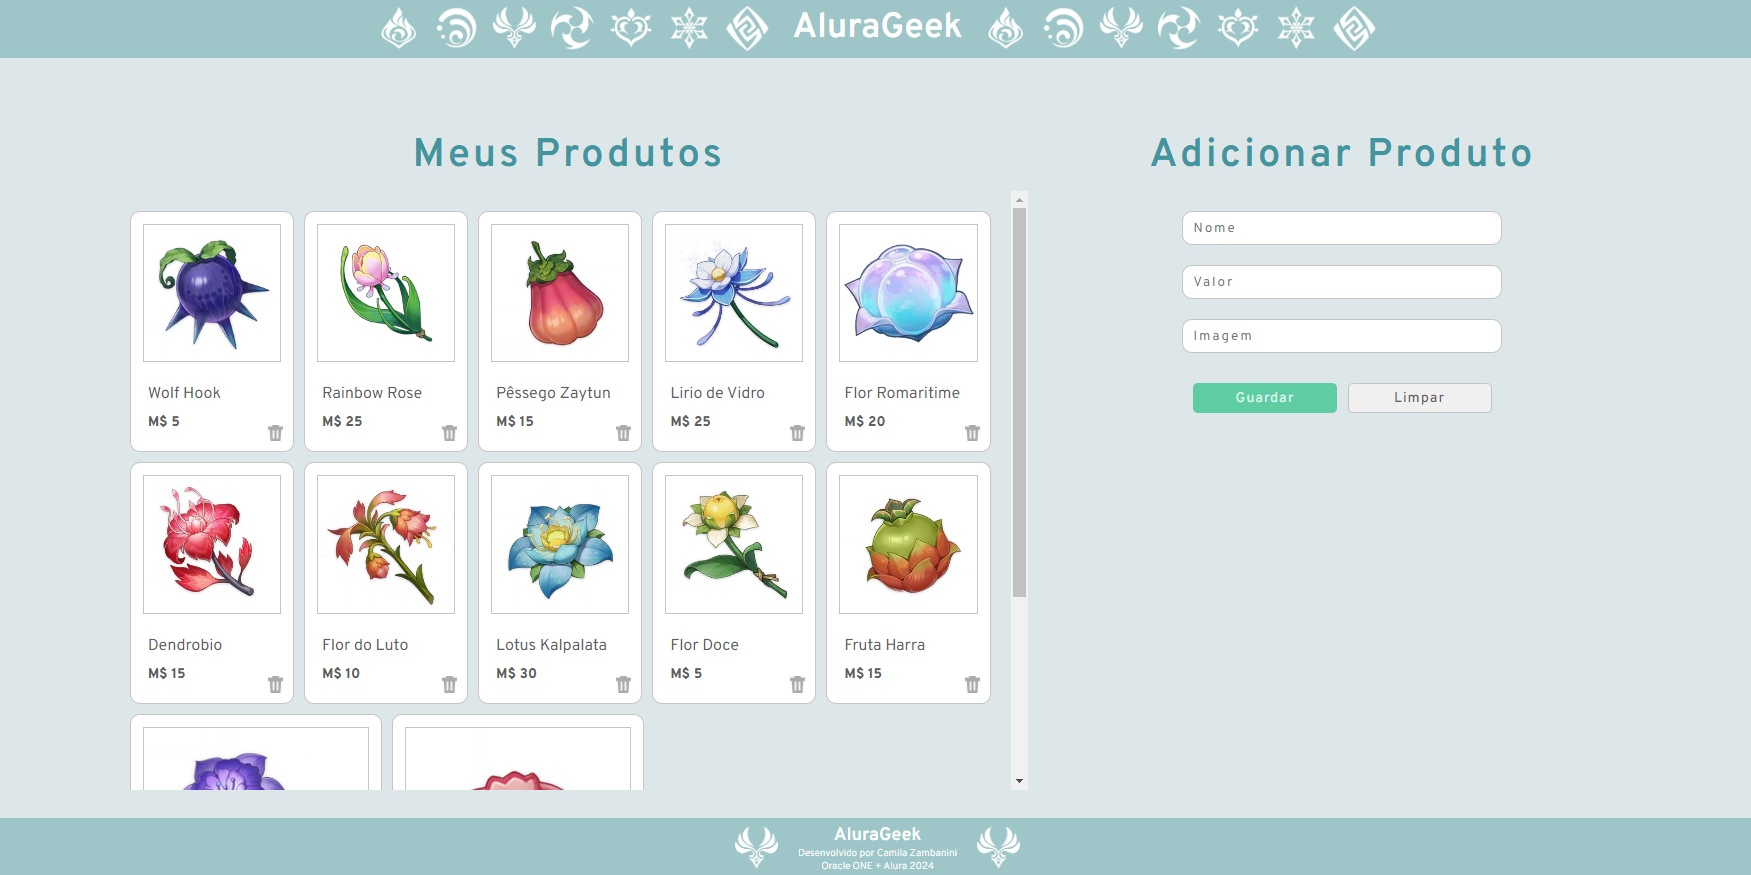 AluraGeek
Meus Produtos
Adicionar Produto
Wolf Hook
M$ 5
Rainbow Rose
M$ 25
Pêssego Zaytun
M$ 15
Lirio de Vidro
M$ 25
Flor Romaritime
M$ 20
Dendrobio
M$ 15
Flor do Luto
M$ 10
Lotus Kalpalata
M$ 30
Flor Doce
M$ 5
Fruta Harra
M$ 15
Nome
Valor
Imagem
Guardar
Limpar
AluraGeek
Desenvolvido por Camila Zambanini
Oracle ONE + Alura 2024